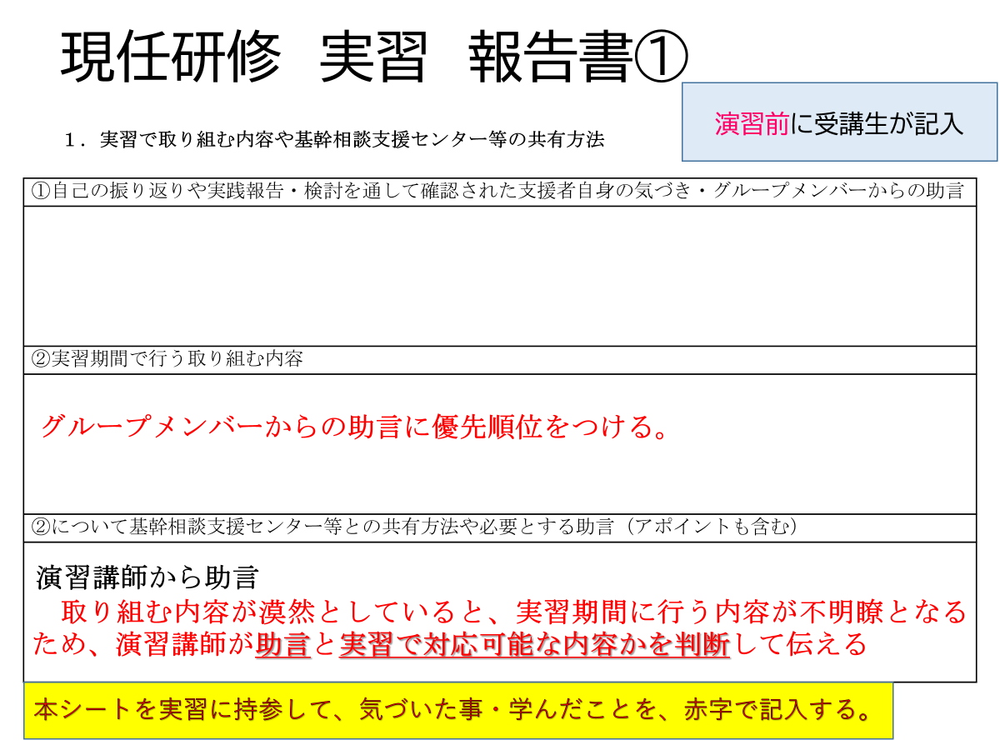 現任研修　実習　報告書①
演習前に受講生が記入
１．実習で取り組む内容や基幹相談支援センター等の共有方法
①自己の振り返りや実践報告・検討を通して確認された支援者自身の気づき・グループメンバーからの助言
②実習期間で行う取り組む内容
グループメンバーからの助言に優先順位をつける。
②について基幹相談支援センター等との共有方法や必要とする助言（アポイントも含む）
演習講師から助言
　取り組む内容が漠然としていると、実習期間に行う内容が不明瞭となる
ため、演習講師が助言と実習で対応可能な内容かを判断して伝える
本シートを実習に持参して、気づいた事・学んだことを、赤字で記入する。